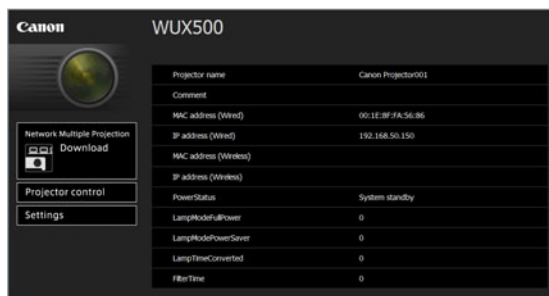 Canon
WUX500
Network Multiple Projection
Download
Projector control
Settings
Projector name Canon Projector001
Comment
MAC address (Wired) 00:1E:8F:FA:56:86
IP address (Wired) 192.168.50.150
MAC address (Wireless)
IP address (Wireless)
PowerStatus System standby
LampModeFullPower 0
LampModePowerSaver 0
LampTimeConverted 0
FilterTime 0